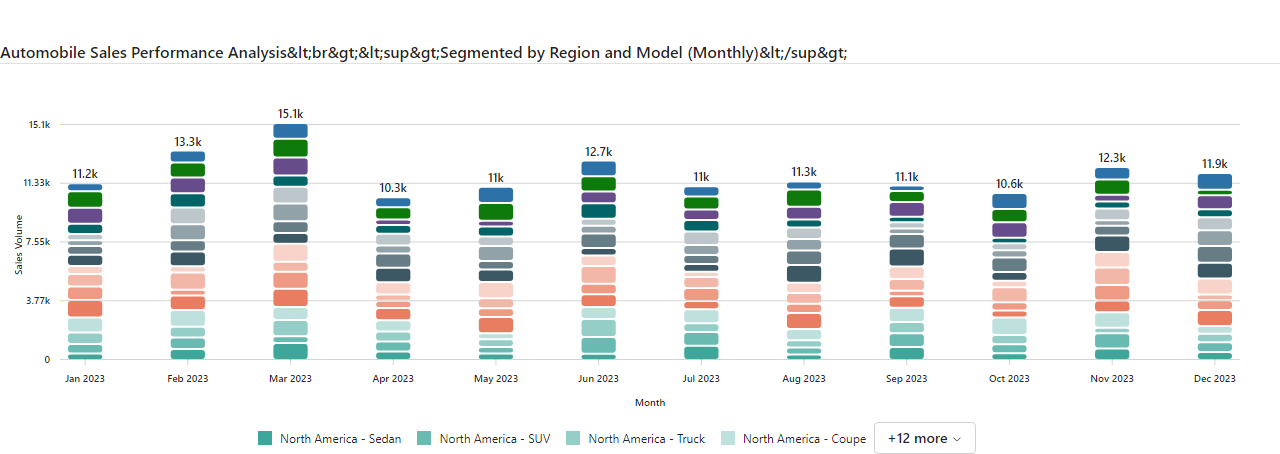 Automobile Sales Performance Analysis&lt;br&gt;&lt;sup&gt;Segmented by Region and Model (Monthly)&lt;/sup&gt;
15.1k
13.3k
12.7k
12.3k
11.9k
11.2k
11.3k
11k
11k
11.1k
10.3k
10.6k
15.1k
11.33k
7.55k
3.77k
0
Sales Volume
Jan 2023 Feb 2023 Mar 2023 Apr 2023 May 2023 Jun 2023 Jul 2023 Aug 2023 Sep 2023 Oct 2023 Nov 2023 Dec 2023
Month
North America - Sedan North America - SUV North America - Truck North America - Coupe +12 more